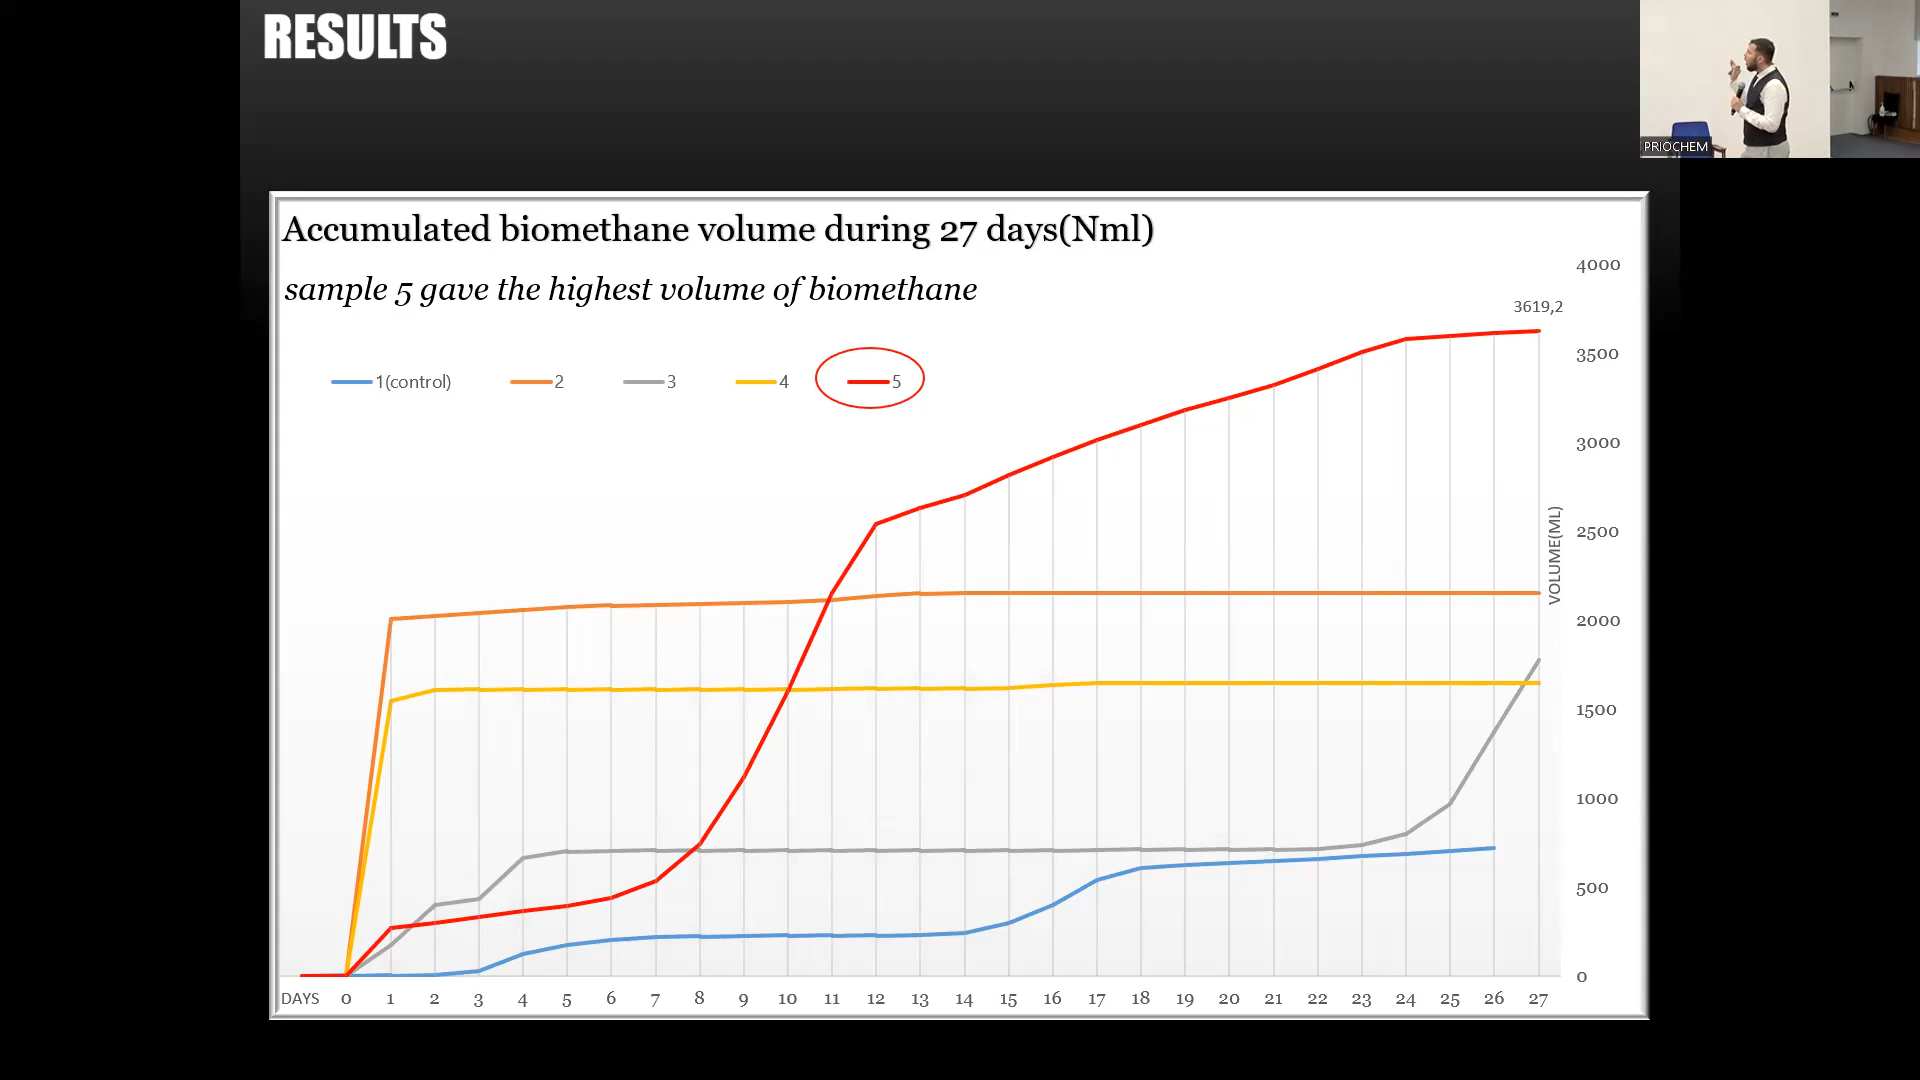 RESULTS
PRIOCHEM
Accumulated biomethane volume during 27 days(Nml)
sample 5 gave the highest volume of biomethane
1(control) 2 3 4 5
3619,2
4000
3500
3000
2500
2000
1500
1000
500
0
VOLUME(ML)
DAYS 0 1 2 3 4 5 6 7 8 9 10 11 12 13 14 15 16 17 18 19 20 21 22 23 24 25 26 27